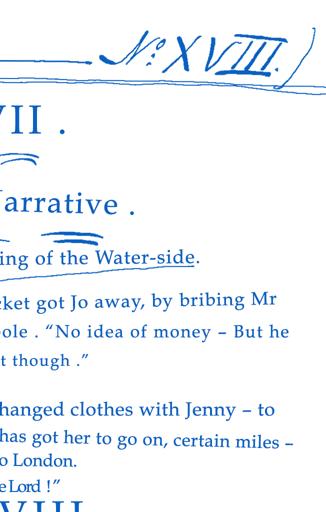 No. XVIII.
VII .
arrative .
ing of the Water-side.
cket got Jo away, by bribing Mr
ole . “No idea of money – But he
t though .”
hanged clothes with Jenny – to
has got her to go on, certain miles –
o London.
e Lord !”
VIII